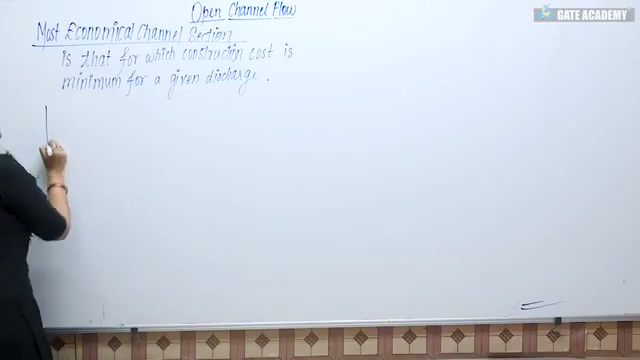 Open Channel Flow
GATE ACADEMY
Most Economical Channel Section
is that for which construcion cost is
minimum for a given discharge.